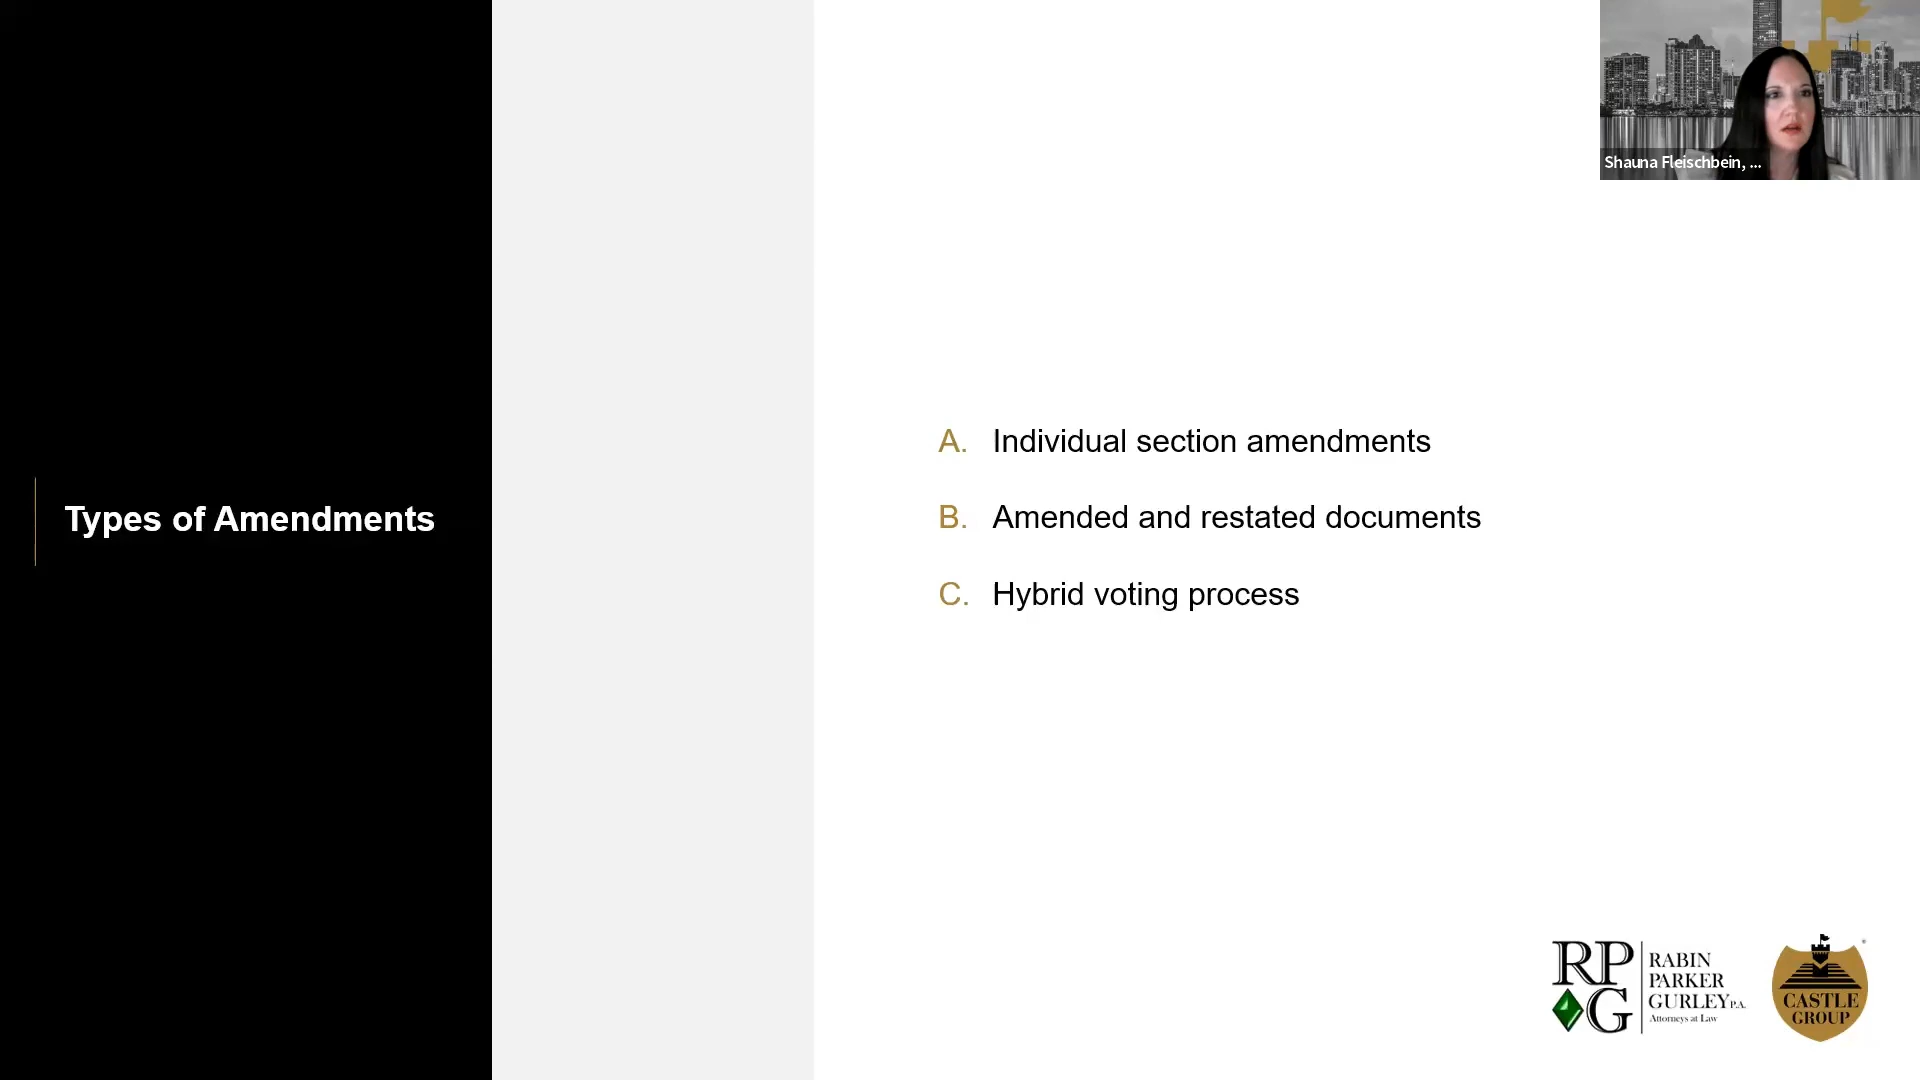 Shauna Fleischbein, ...
Types of Amendments
A. Individual section amendments
B. Amended and restated documents
C. Hybrid voting process
RP
G
RABIN
PARKER
GURLEY P.A.
Attorneys at Law
CASTLE
GROUP
®